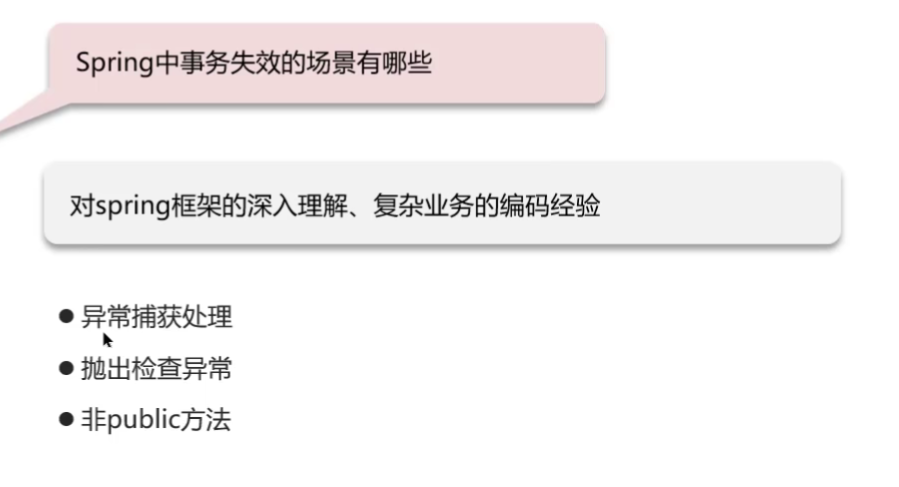 Spring中事务失效的场景有哪些
对spring框架的深入理解、复杂业务的编码经验
● 异常捕获处理
● 抛出检查异常
● 非public方法